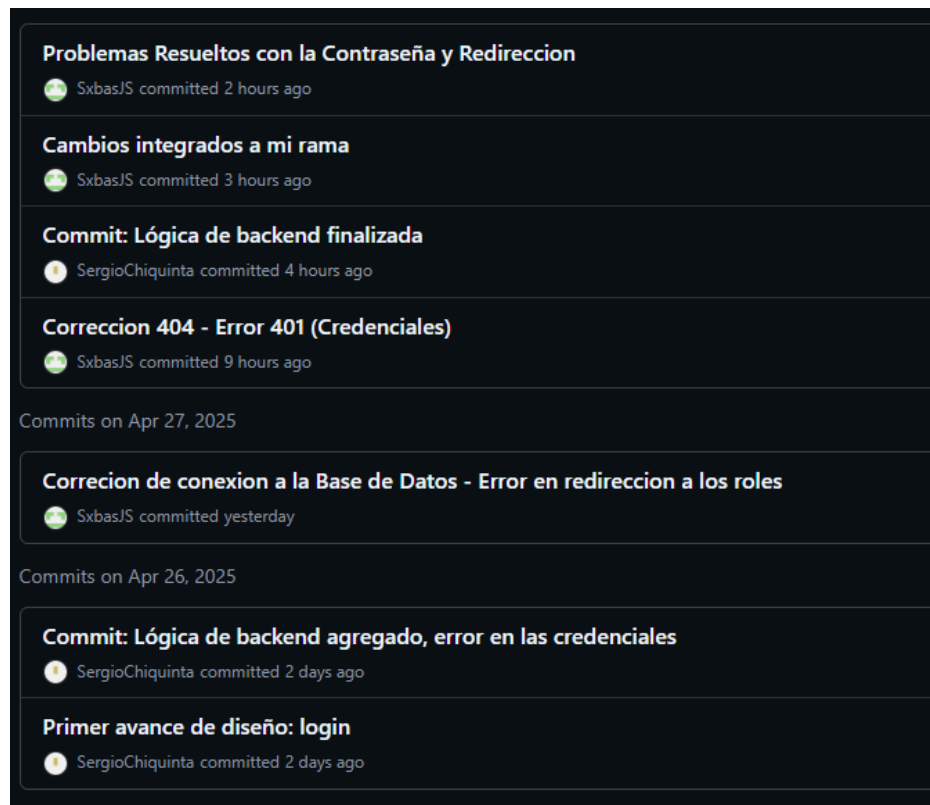 Problemas Resueltos con la Contraseña y Redireccion
SxbasJS committed 2 hours ago
Cambios integrados a mi rama
SxbasJS committed 3 hours ago
Commit: Lógica de backend finalizada
SergioChiquinta committed 4 hours ago
Correccion 404 - Error 401 (Credenciales)
SxbasJS committed 9 hours ago
Commits on Apr 27, 2025
Correcion de conexion a la Base de Datos - Error en redireccion a los roles
SxbasJS committed yesterday
Commits on Apr 26, 2025
Commit: Lógica de backend agregado, error en las credenciales
SergioChiquinta committed 2 days ago
Primer avance de diseño: login
SergioChiquinta committed 2 days ago